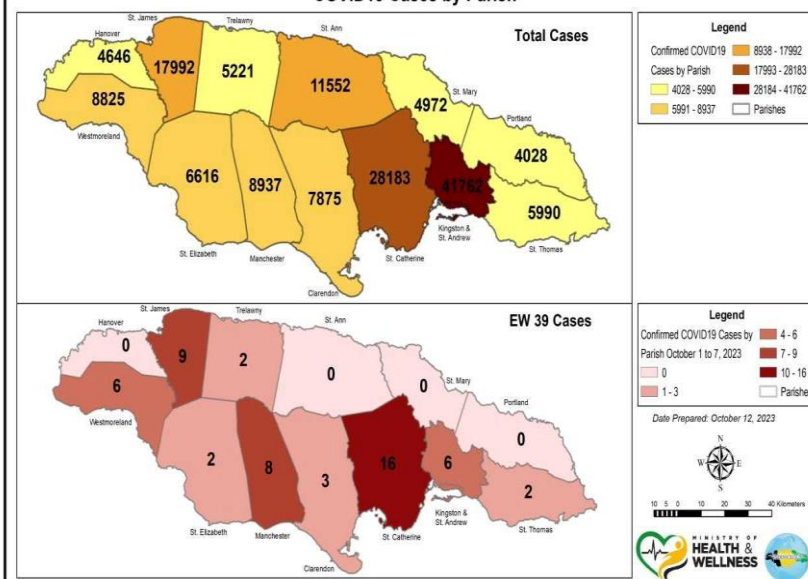 COVID19 Cases by Parish
Total Cases
Hanover
4646
St. James
17992
Trelawny
5221
St. Ann
11552
St. Mary
4972
Portland
4028
Westmoreland
8825
St. Elizabeth
6616
Manchester
8937
Clarendon
7875
St. Catherine
28183
Kingston &
St. Andrew
41762
St. Thomas
5990
Legend
Confirmed COVID19
Cases by Parish
4028 - 5990
5991 - 8937
8938 - 17992
17993 - 28183
28184 - 41762
Parishes
EW 39 Cases
Hanover
0
St. James
9
Trelawny
2
St. Ann
0
St. Mary
0
Portland
0
Westmoreland
6
St. Elizabeth
2
Manchester
8
Clarendon
3
St. Catherine
16
Kingston &
St. Andrew
6
St. Thomas
2
Legend
Confirmed COVID19 Cases by
Parish October 1 to 7, 2023
0
1 - 3
4 - 6
7 - 9
10 - 16
Parishe
Date Prepared: October 12, 2023
N
W E
S
10 5 0 10 20 30 40 Kilometers
MINISTRY OF
HEALTH &
WELLNESS